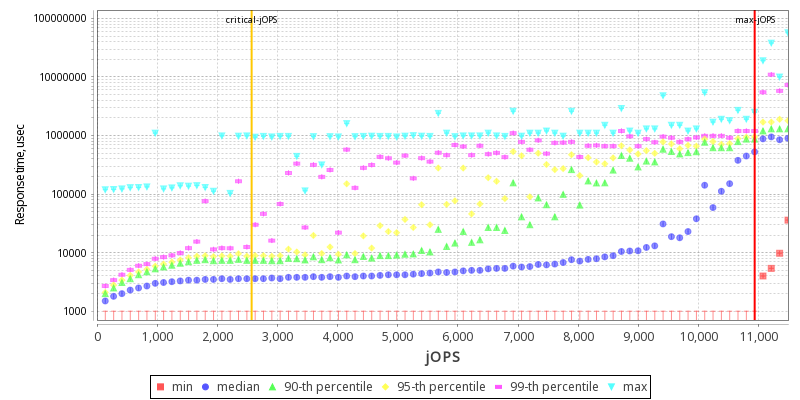 critical-jOPS max-jOPS
100000000
10000000
1000000
100000
10000
1000
Response time, usec
0 1,000 2,000 3,000 4,000 5,000 6,000 7,000 8,000 9,000 10,000 11,000
jOPS
min median 90-th percentile 95-th percentile 99-th percentile max